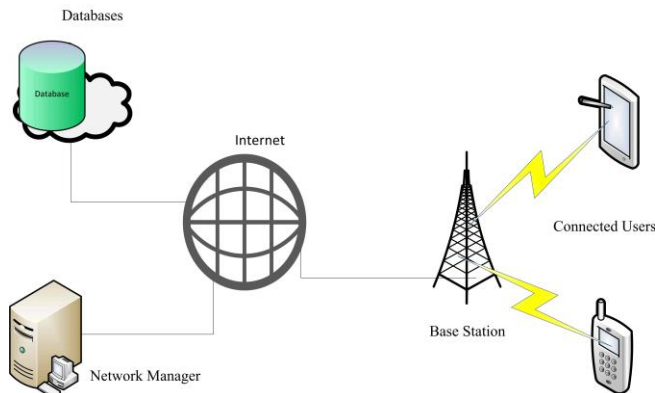 Databases
Database
Internet
Connected Users
Base Station
Network Manager